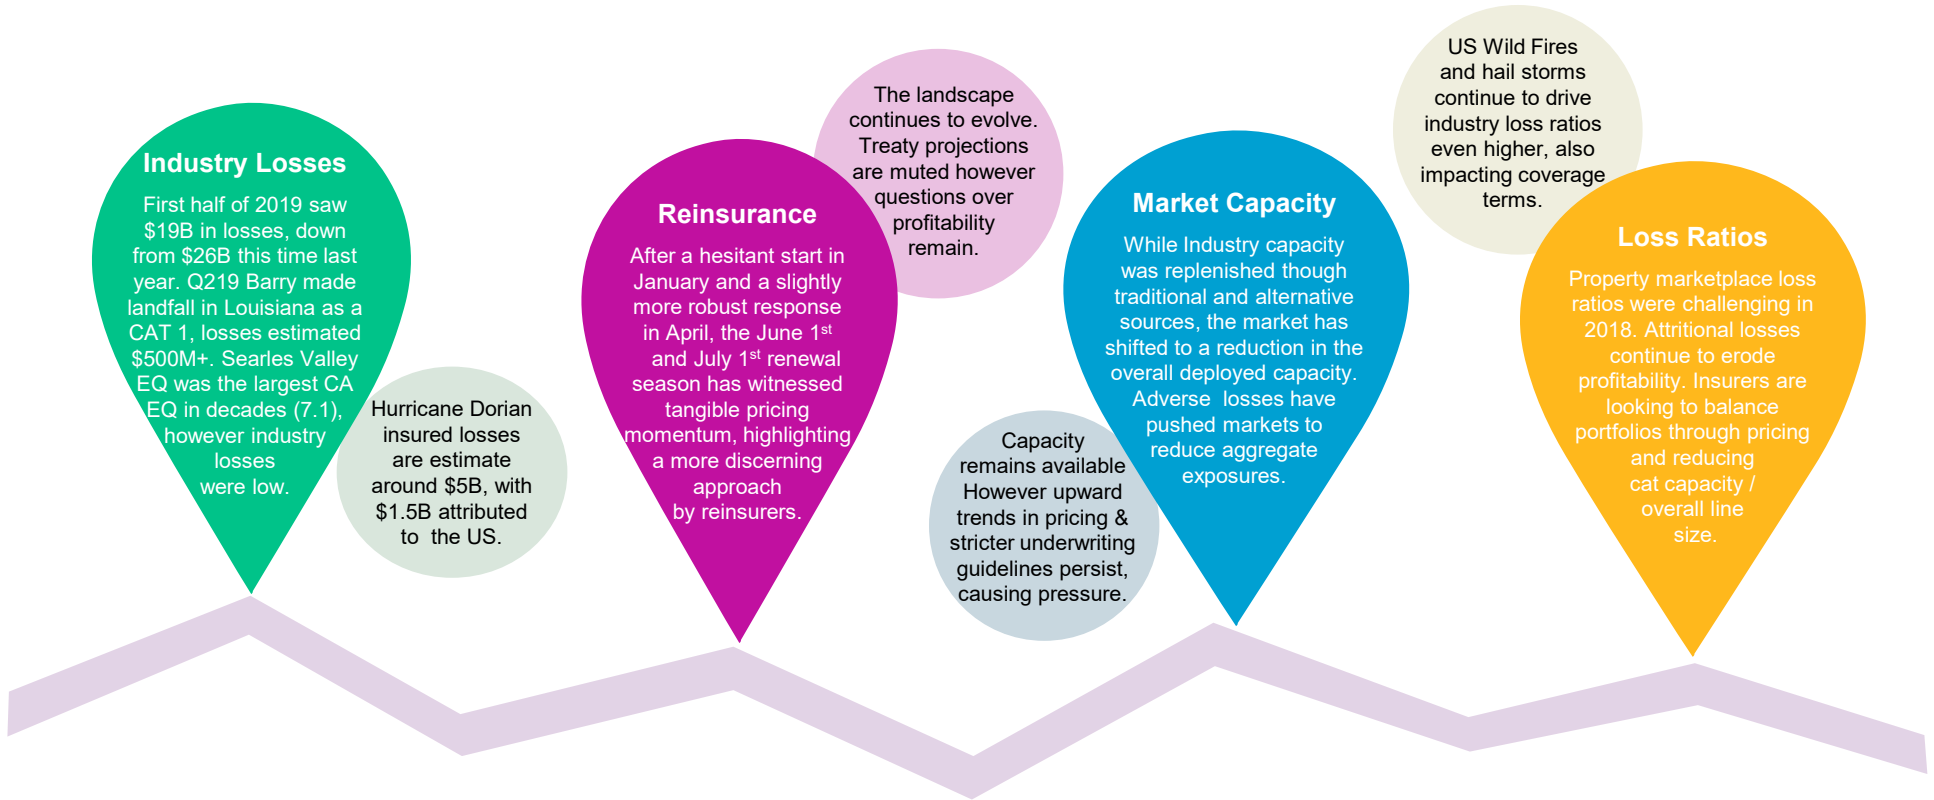 Industry Losses
First half of 2019 saw
$19B in losses, down
from $26B this time last
year. Q219 Barry made
landfall in Louisiana as a
CAT 1, losses estimated
$500M+. Searles Valley
EQ was the largest CA
EQ in decades (7.1),
however industry
losses
were low.
Hurricane Dorian
insured losses
are estimate
around $5B, with
$1.5B attributed
to  the US.
Reinsurance
After a hesitant start in
January and a slightly
more robust response
in April, the June 1st
and July 1st renewal
season has witnessed
tangible pricing
momentum, highlighting
a more discerning
approach
by reinsurers.
The landscape
continues to evolve.
Treaty projections
are muted however
questions over
profitability
remain.
Market Capacity
While Industry capacity
was replenished though
traditional and alternative
sources, the market has
shifted to a reduction in the
overall deployed capacity.
Adverse  losses have
pushed markets to
reduce aggregate
exposures.
Capacity
remains available
However upward
trends in pricing &
stricter underwriting
guidelines persist,
causing pressure.
US Wild Fires
and hail storms
continue to drive
industry loss ratios
even higher, also
impacting coverage
terms.
Loss Ratios
Property marketplace loss
ratios were challenging in
2018. Attritional losses
continue to erode
profitability. Insurers are
looking to balance
portfolios through pricing
and reducing
cat capacity /
overall line
size.